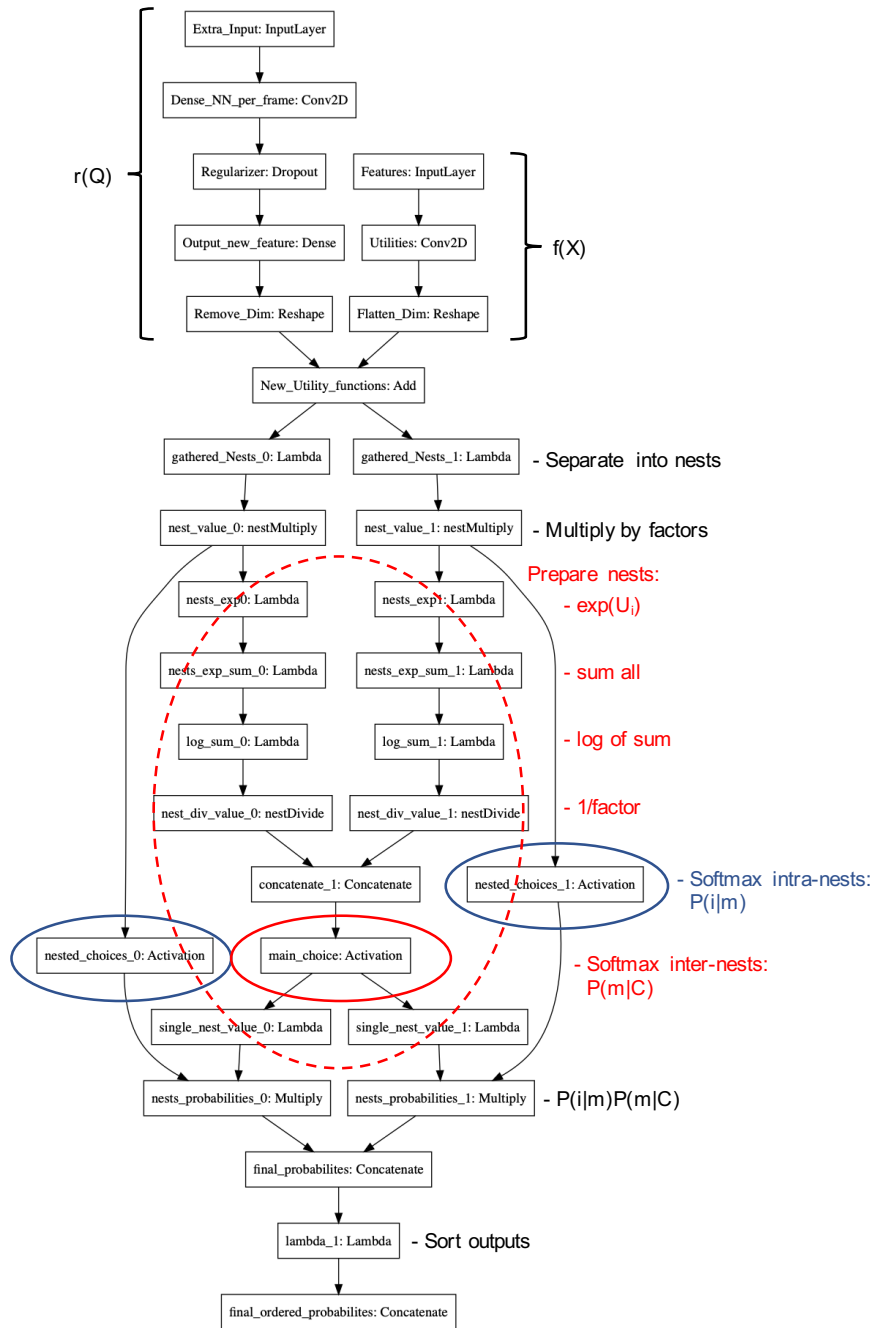 Extra_Input: InputLayer
Dense_NN_per_frame: Conv2D
r(Q)
Regularizer: Dropout
Features: InputLayer
Output_new_feature: Dense
Utilities: Conv2D
f(X)
Remove_Dim: Reshape
Flatten_Dim: Reshape
New_Utility_functions: Add
gathered_Nests_0: Lambda
gathered_Nests_1: Lambda
- Separate into nests
nest_value_0: nestMultiply
nest_value_1: nestMultiply
- Multiply by factors
Prepare nests:
nests_exp0: Lambda
nests_exp1: Lambda
- exp(Uᵢ)
nests_exp_sum_0: Lambda
nests_exp_sum_1: Lambda
- sum all
log_sum_0: Lambda
log_sum_1: Lambda
- log of sum
nest_div_value_0: nestDivide
nest_div_value_1: nestDivide
- 1/factor
concatenate_1: Concatenate
nested_choices_1: Activation
- Softmax intra-nests:
P(i|m)
nested_choices_0: Activation
main_choice: Activation
- Softmax inter-nests:
P(m|C)
single_nest_value_0: Lambda
single_nest_value_1: Lambda
nests_probabilities_0: Multiply
nests_probabilities_1: Multiply
- P(i|m)P(m|C)
final_probabilites: Concatenate
lambda_1: Lambda
- Sort outputs
final_ordered_probabilites: Concatenate